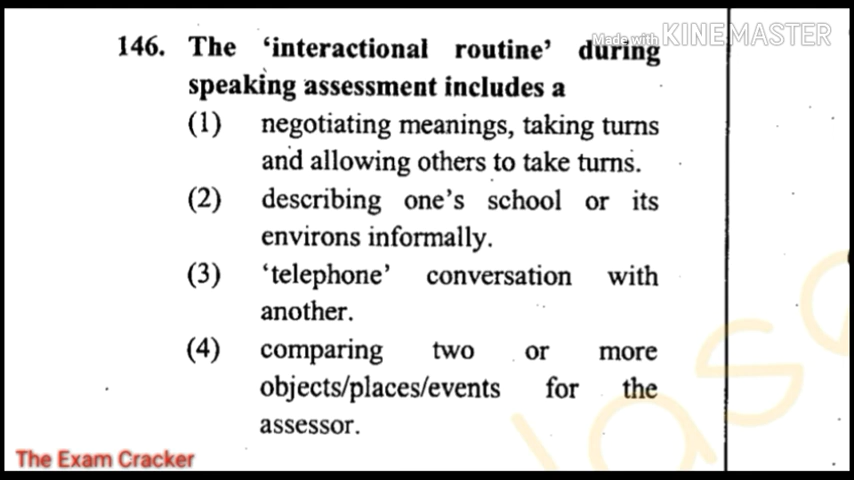 Made with KINEMASTER
146. The ‘interactional routine’ during
speaking assessment includes a
(1) negotiating meanings, taking turns
and allowing others to take turns.
(2) describing one’s school or its
environs informally.
(3) ‘telephone’ conversation with
another.
(4) comparing two or more
objects/places/events for the
assessor.
The Exam Cracker